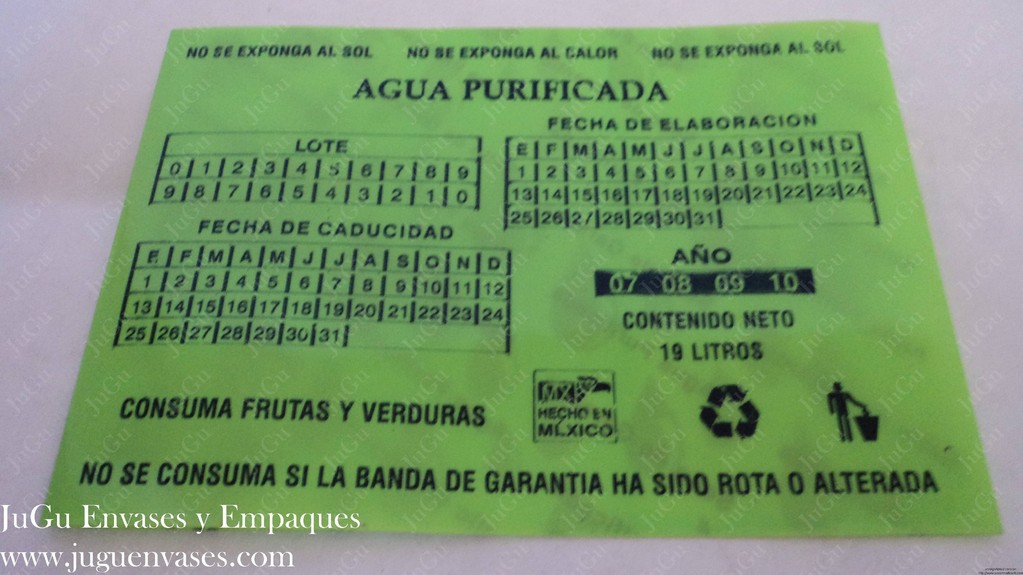 NO SE EXPONGA AL SOL NO SE EXPONGA AL CALOR NO SE EXPONGA AL SOL
AGUA PURIFICADA
LOTE
0 1 2 3 4 5 6 7 8 9
9 8 7 6 5 4 3 2 1 0
FECHA DE ELABORACION
E F M A M J J A S O N D
1 2 3 4 5 6 7 8 9 10 11 12
13 14 15 16 17 18 19 20 21 22 23 24
25 26 27 28 29 30 31
FECHA DE CADUCIDAD
E F M A M J J A S O N D
1 2 3 4 5 6 7 8 9 10 11 12
13 14 15 16 17 18 19 20 21 22 23 24
25 26 27 28 29 30 31
AÑO
07 08 09 10
CONTENIDO NETO
19 LITROS
MX
HECHO EN
MEXICO
CONSUMA FRUTAS Y VERDURAS
NO SE CONSUMA SI LA BANDA DE GARANTIA HA SIDO ROTA O ALTERADA
JuGu Envases y Empaques
www.juguenvases.com